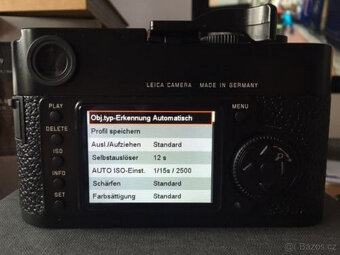 LEICA CAMERA MADE IN GERMANY
PLAY
DELETE
ISO
INFO
SET
MENU
Obj.typ-Erkennung Automatisch
Profil speichern
Ausl./Aufziehen Standard
Selbstauslöser 12 s
AUTO ISO-Einst. 1/15s / 2500
Schärfen Standard
Farbsättigung Standard
Bazos.cz